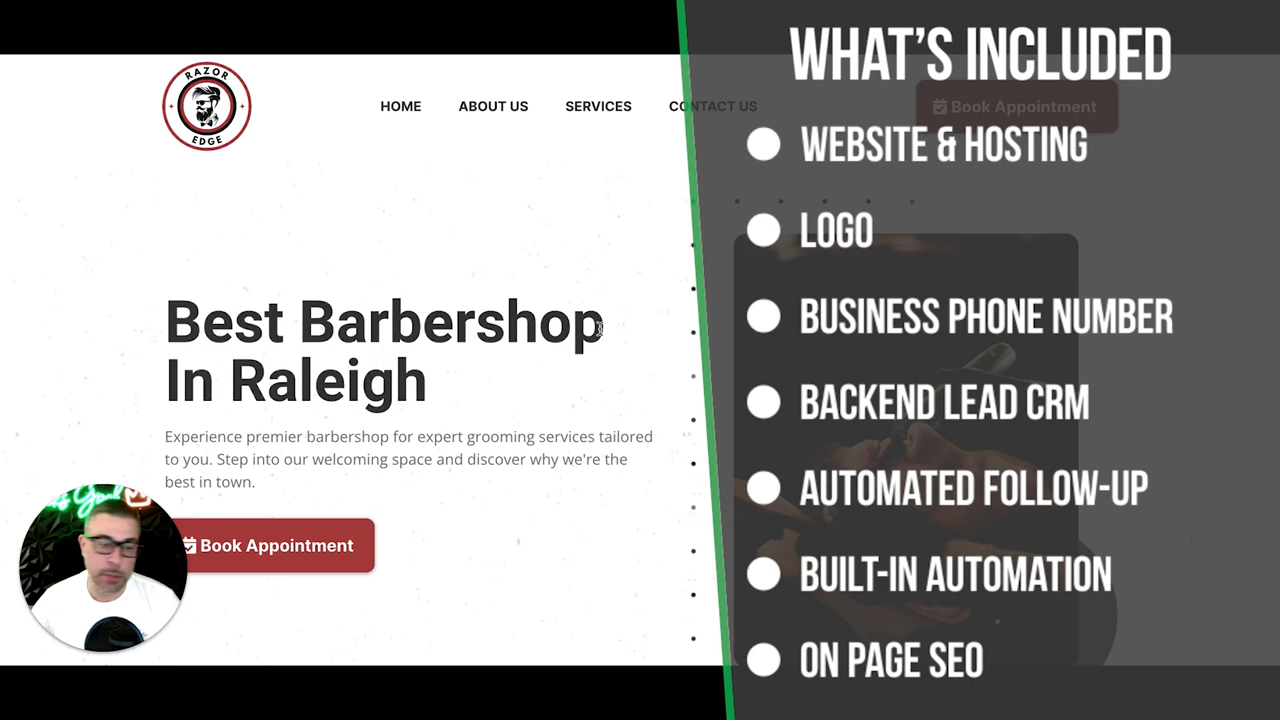 RAZOR
EDGE
HOME
ABOUT US
SERVICES
CONTACT US
Book Appointment
Best Barbershop
In Raleigh
Experience premier barbershop for expert grooming services tailored
to you. Step into our welcoming space and discover why we're the
best in town.
Book Appointment
WHAT'S INCLUDED
WEBSITE & HOSTING
LOGO
BUSINESS PHONE NUMBER
BACKEND LEAD CRM
AUTOMATED FOLLOW-UP
BUILT-IN AUTOMATION
ON PAGE SEO